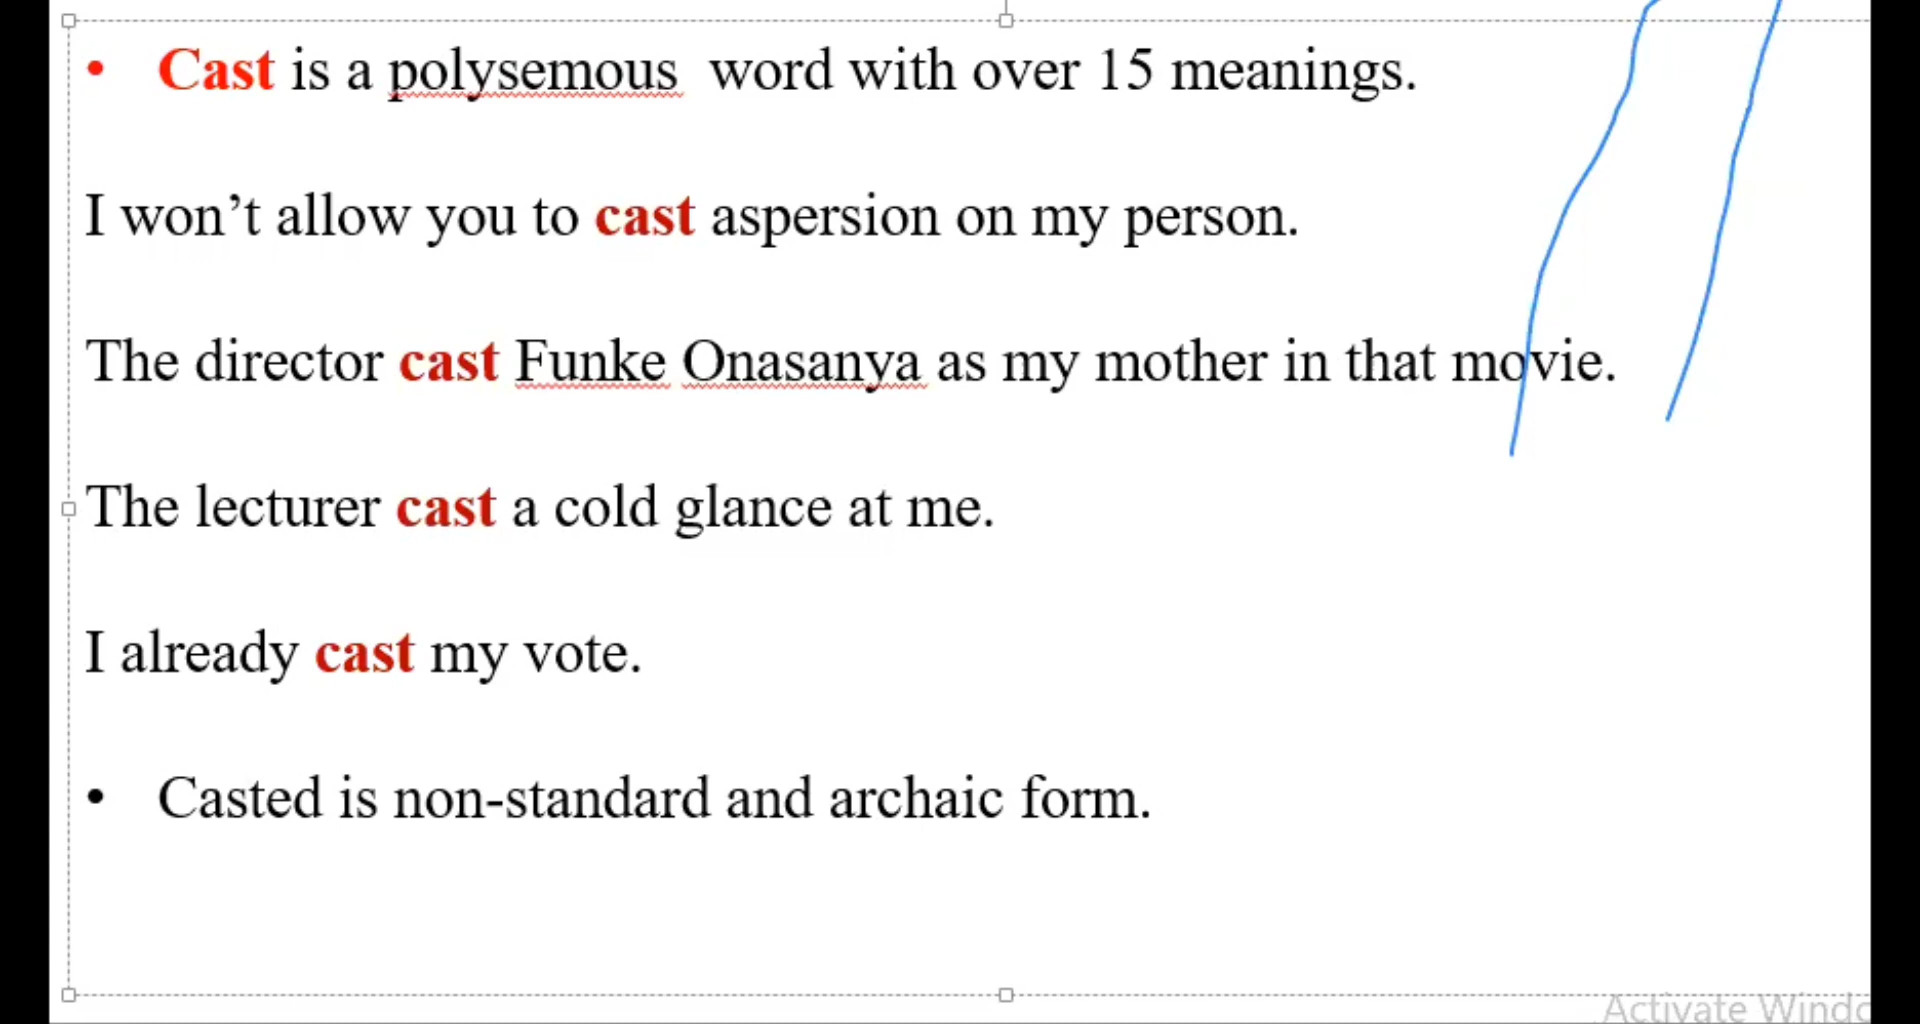 • Cast is a polysemous word with over 15 meanings.
I won’t allow you to cast aspersion on my person.
The director cast Funke Onasanya as my mother in that movie.
The lecturer cast a cold glance at me.
I already cast my vote.
• Casted is non-standard and archaic form.
Activate